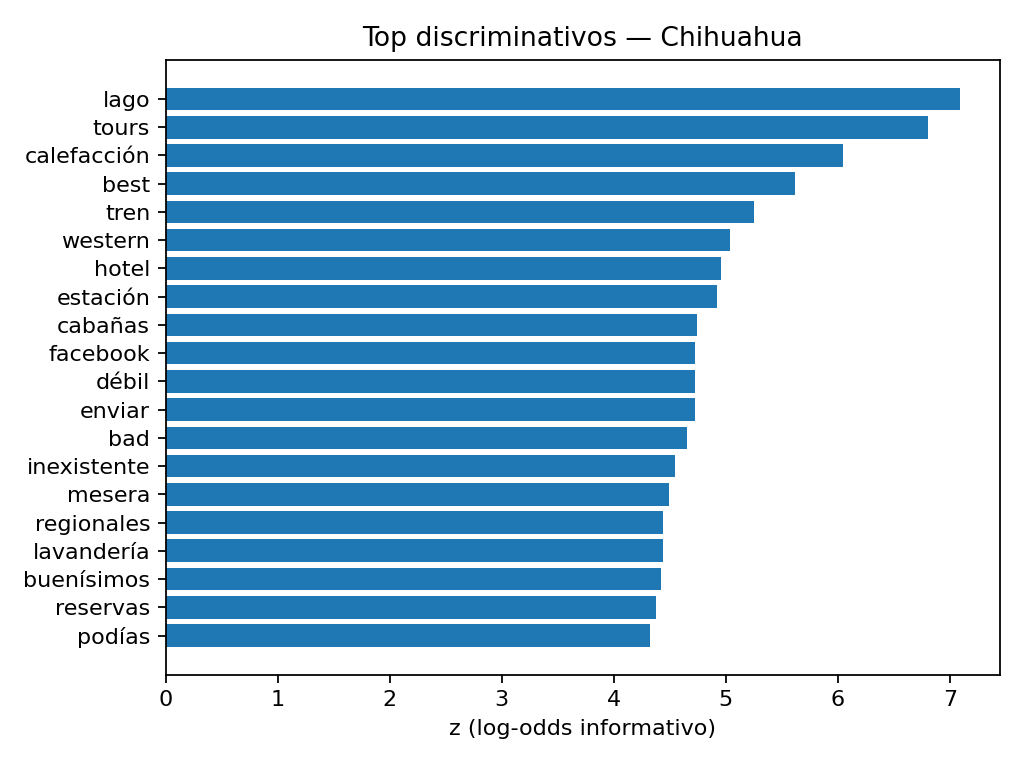 Top discriminativos — Chihuahua
lago
tours
calefacción
best
tren
western
hotel
estación
cabañas
facebook
débil
enviar
bad
inexistente
mesera
regionales
lavandería
buenísimos
reservas
podías
0 1 2 3 4 5 6 7
z (log-odds informativo)